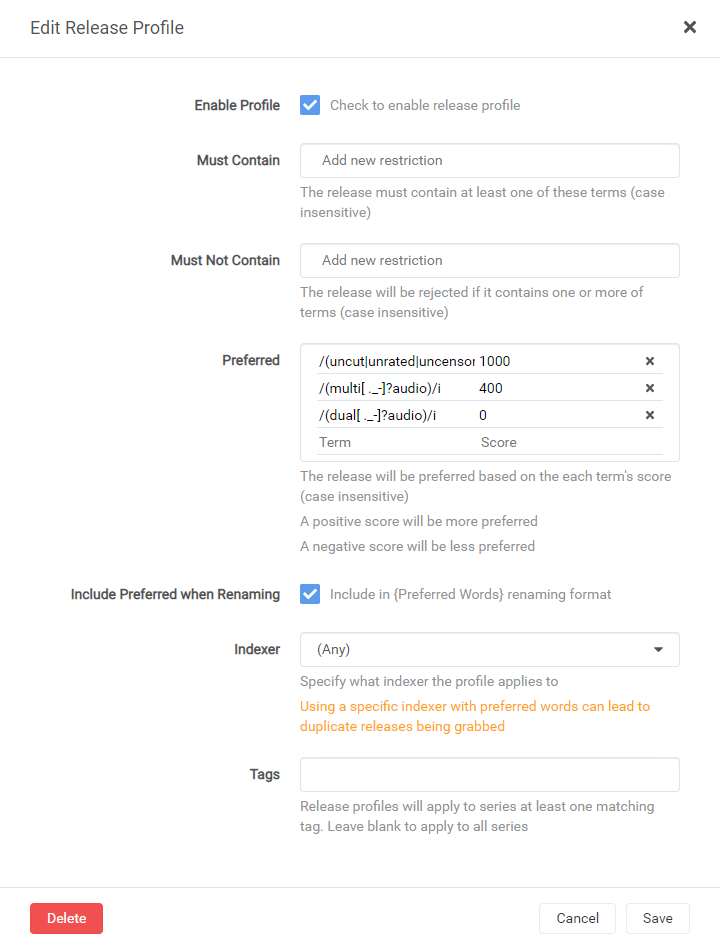 Edit Release Profile
Enable Profile
Check to enable release profile
Must Contain
Add new restriction
The release must contain at least one of these terms (case
insensitive)
Must Not Contain
Add new restriction
The release will be rejected if it contains one or more of
terms (case insensitive)
Preferred
/(uncut|unrated|uncensor 1000
/(multi[ ._-]?audio)/i 400
/(dual[ ._-]?audio)/i 0
Term Score
The release will be preferred based on the each term's score
(case insensitive)
A positive score will be more preferred
A negative score will be less preferred
Include Preferred when Renaming
Include in {Preferred Words} renaming format
Indexer
(Any)
Specify what indexer the profile applies to
Using a specific indexer with preferred words can lead to
duplicate releases being grabbed
Tags
Release profiles will apply to series at least one matching
tag. Leave blank to apply to all series
Delete
Cancel
Save